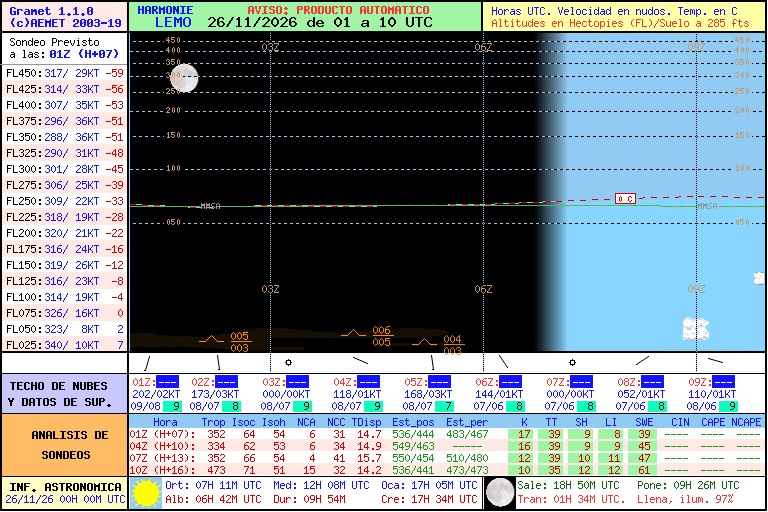 Gramet 1.1.0
(c)AEMET 2003-19
HARMONIE
LEMO
AVISO: PRODUCTO AUTOMATICO
26/11/2026 de 01 a 10 UTC
Horas UTC. Velocidad en nudos. Temp. en C
Altitudes en Hectopies (FL)/Suelo a 285 fts
Sondeo Previsto
a las: 01Z (H+07)
FL450:317/ 29KT -59
FL425:314/ 33KT -56
FL400:307/ 35KT -53
FL375:296/ 36KT -51
FL350:288/ 36KT -51
FL325:290/ 31KT -48
FL300:301/ 28KT -45
FL275:306/ 25KT -39
FL250:309/ 22KT -33
FL225:318/ 19KT -28
FL200:320/ 21KT -22
FL175:316/ 24KT -16
FL150:319/ 26KT -12
FL125:316/ 23KT -8
FL100:314/ 19KT -4
FL075:326/ 16KT 0
FL050:323/ 8KT 2
FL025:340/ 10KT 7
03Z 06Z 09Z
450 450
400 400
350 350
300 300
250 250
200 200
150 150
100 100
0 C
MMSA MMSA
050 050
03Z 06Z 09Z
005
003
006
005
004
003
TECHO DE NUBES
Y DATOS DE SUP.
01Z:--- 02Z:--- 03Z:--- 04Z:--- 05Z:--- 06Z:--- 07Z:--- 08Z:--- 09Z:---
202/02KT 173/03KT 000/00KT 118/01KT 168/03KT 144/01KT 000/00KT 052/01KT 110/01KT
09/08 9 08/07 8 08/07 9 08/07 9 08/07 8 07/06 8 07/06 8 07/06 8 08/06 9
ANALISIS DE
SONDEOS
Hora Trop Isoc Isoh NCA NCC TDisp Est_pos Est_per K TT SH LI SWE CIN CAPE NCAPE
01Z (H+07): 352 64 54 6 31 14.7 536/444 483/467 17 39 9 8 39 ---- ---- ----
04Z (H+10): 334 62 53 6 34 14.9 549/463 ----- 16 39 9 9 45 ---- ---- ----
07Z (H+13): 352 66 54 4 41 15.7 550/454 510/480 12 39 10 11 47 ---- ---- ----
10Z (H+16): 473 71 51 15 32 14.2 536/441 473/473 10 35 12 12 61 ---- ---- ----
INF. ASTRONOMICA
26/11/26 00H 00M UTC
Ort: 07H 11M UTC Med: 12H 08M UTC Oca: 17H 05M UTC
Alb: 06H 42M UTC Dur: 09H 54M Cre: 17H 34M UTC
Sale: 18H 50M UTC Pone: 09H 26M UTC
Tran: 01H 34M UTC. Llena, ilum. 97%